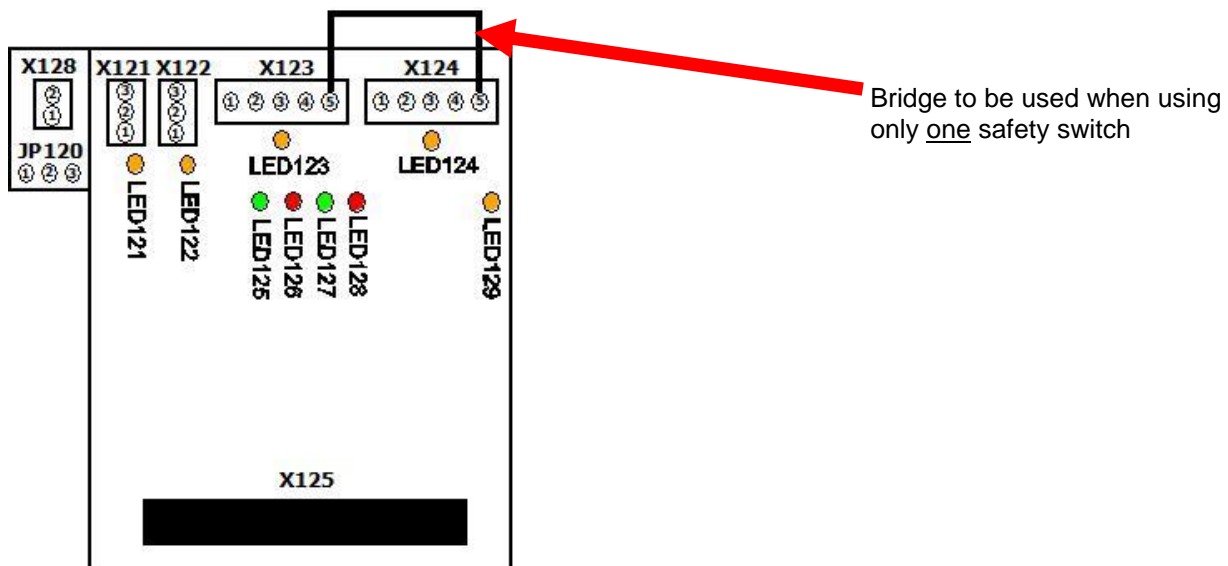 X128 X121 X122 X123 X124
② ③ ③ ① ② ③ ④ ⑤ ① ② ③ ④ ⑤
① ② ②
① ①
JP120
① ② ③
LED123 LED124
LED121 LED122
LED125 LED126 LED127 LED128 LED129
X125
Bridge to be used when using
only one safety switch